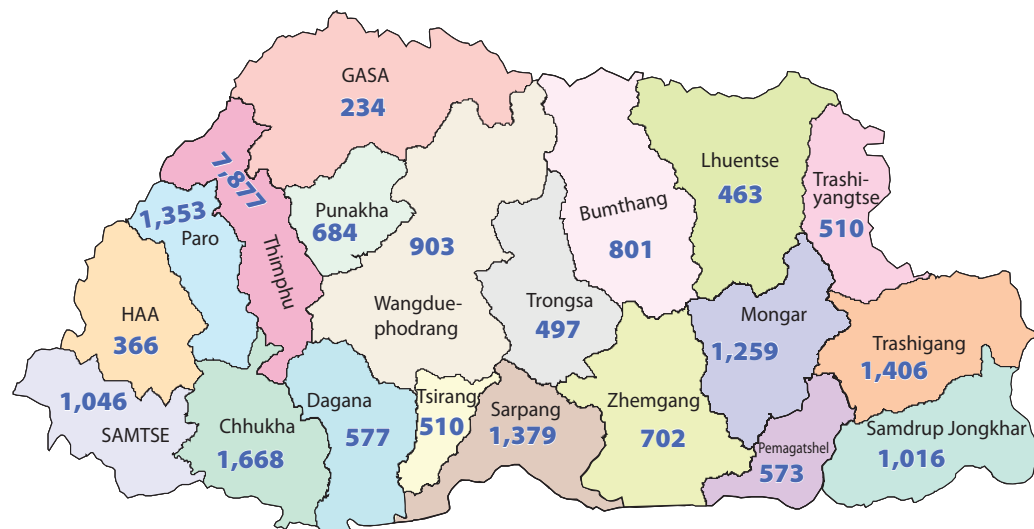 GASA
234
7,877
Thimphu
Punakha
684
1,353
Paro
HAA
366
1,046
SAMTSE
Chhukha
1,668
Dagana
577
Tsirang
510
903
Wangdue-
phodrang
Trongsa
497
Bumthang
801
Lhuentse
463
Trashi-
yangtse
510
Mongar
1,259
Trashigang
1,406
Sarpang
1,379
Zhemgang
702
Pemagatshel
573
Samdrup Jongkhar
1,016